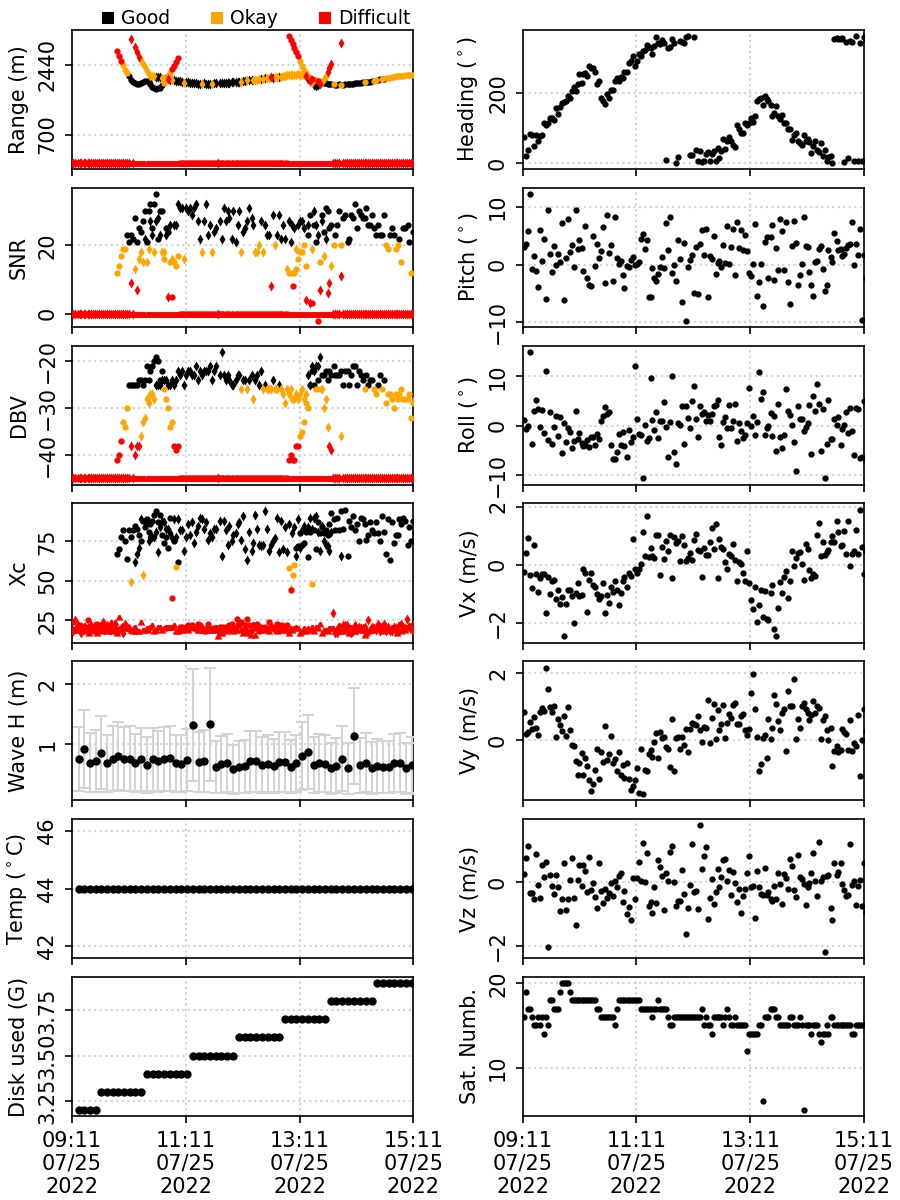 Good Okay Difficult
Range (m)
2440
700
Heading (°)
200
0
SNR
20
0
Pitch (°)
10
0
−10
DBV
−20
−30
−40
Roll (°)
10
0
−10
Xc
75
50
25
Vx (m/s)
2
0
−2
Wave H (m)
2
1
Vy (m/s)
2
0
Temp (°C)
46
44
42
Vz (m/s)
0
−2
Disk used (G)
3.75
3.50
3.25
Sat. Numb.
20
10
09:11 11:11 13:11 15:11
07/25 07/25 07/25 07/25
2022 2022 2022 2022
09:11 11:11 13:11 15:11
07/25 07/25 07/25 07/25
2022 2022 2022 2022